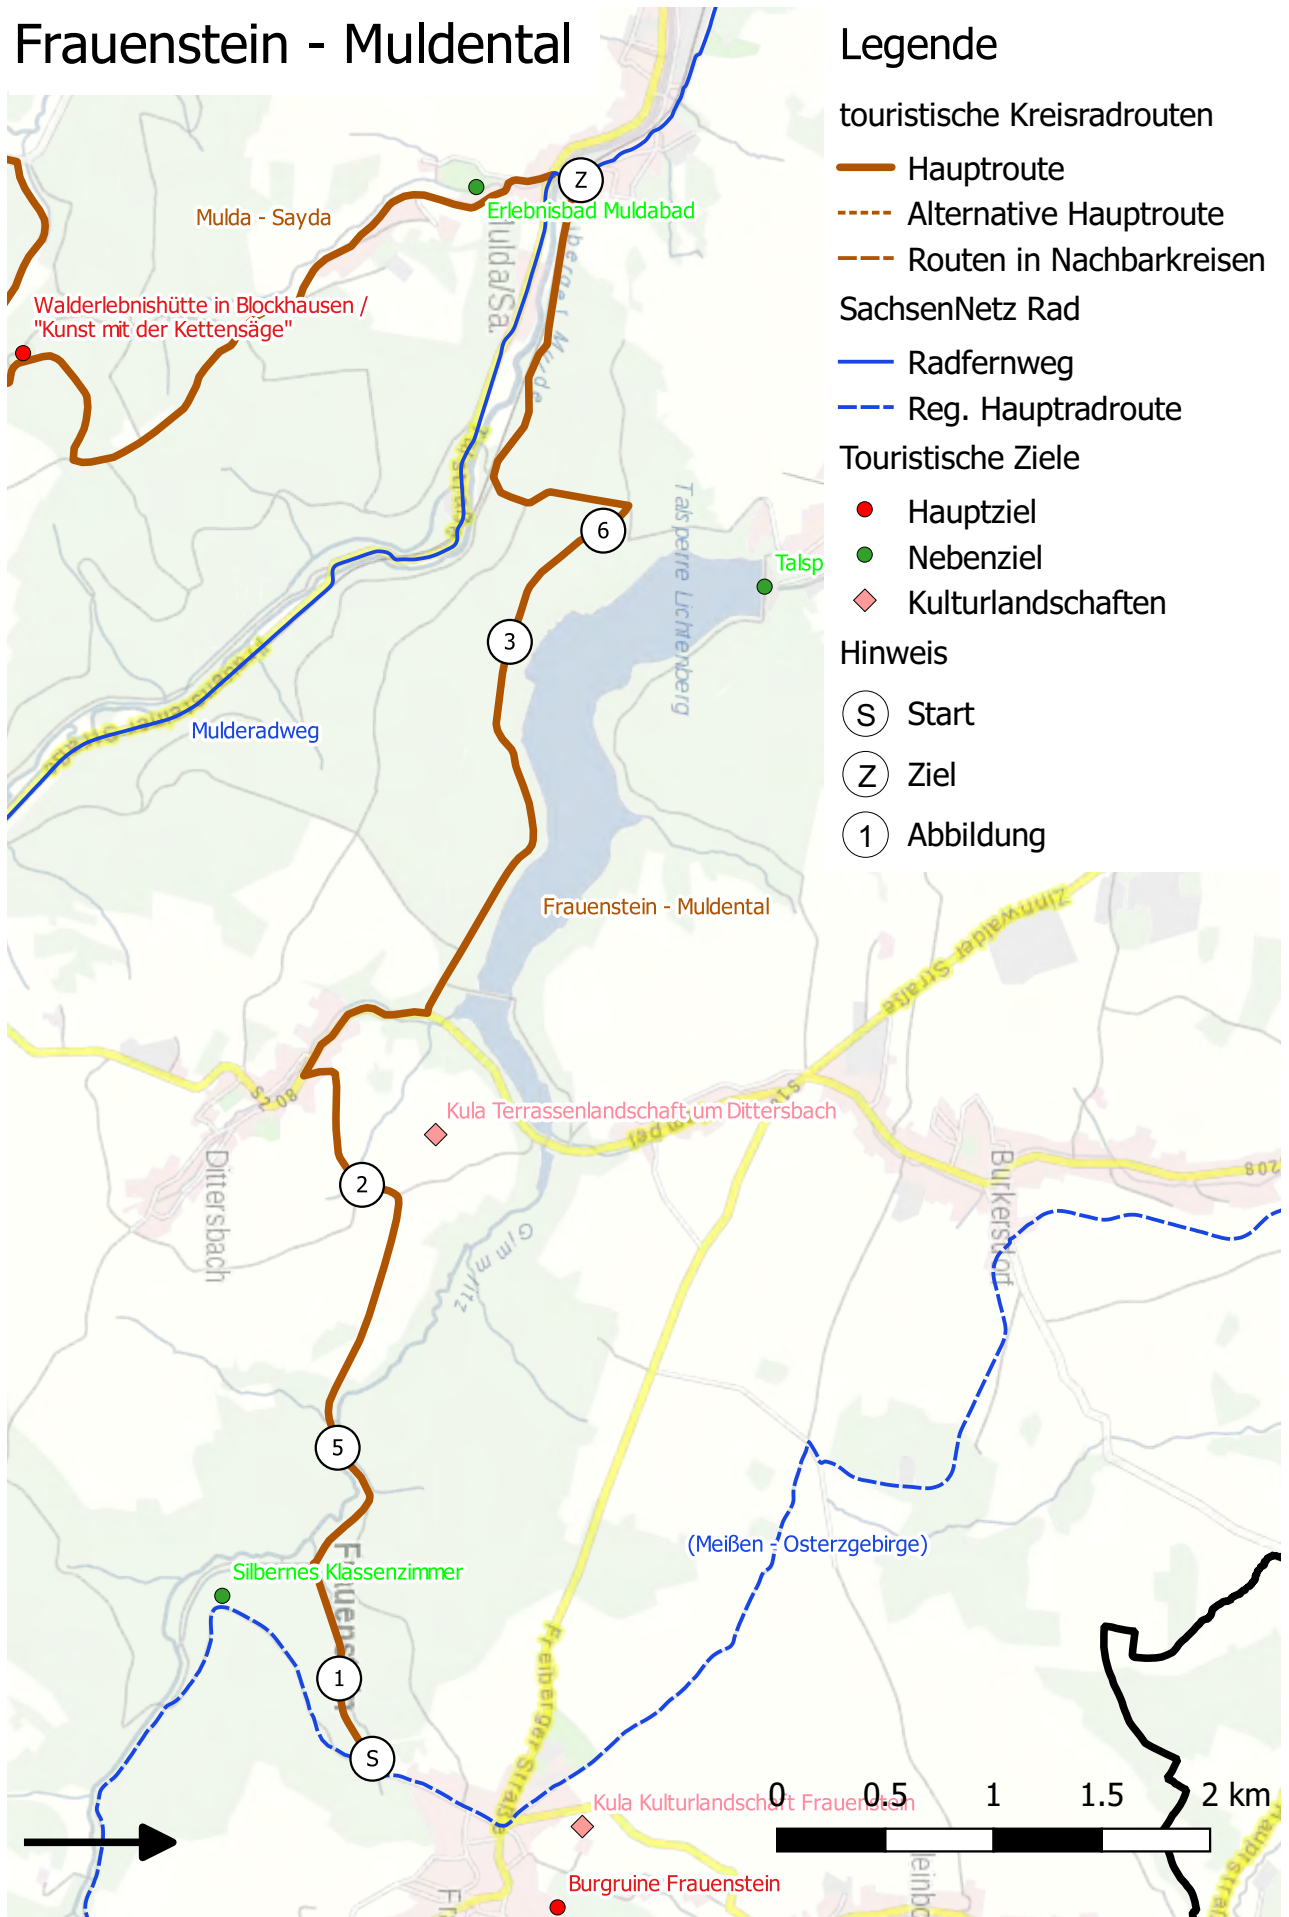 Frauenstein - Muldental
Legende
touristische Kreisradrouten
Hauptroute
Alternative Hauptroute
Routen in Nachbarkreisen
SachsenNetz Rad
Radfernweg
Reg. Hauptradroute
Touristische Ziele
Hauptziel
Nebenziel
Kulturlandschaften
Hinweis
S Start
Z Ziel
1 Abbildung
Z
Mulda - Sayda
Erlebnisbad Muldabad
Mulda/Sa.
Walderlebnishütte in Blockhausen /
"Kunst mit der Kettensäge"
6
Talsperre Lichtenberg
Talsp
3
Mulderadweg
Frauenstein - Muldental
Zinnwalder Straße
S 208
Kula Terrassenlandschaft um Dittersbach
Dittersbach
2
Burkersdorf
S208
Gimmlitz
5
(Meißen - Osterzgebirge)
Silbernes Klassenzimmer
1
S
Freiberger Straße
0 0.5 1 1.5 2 km
Kula Kulturlandschaft Frauenstein
Burgruine Frauenstein